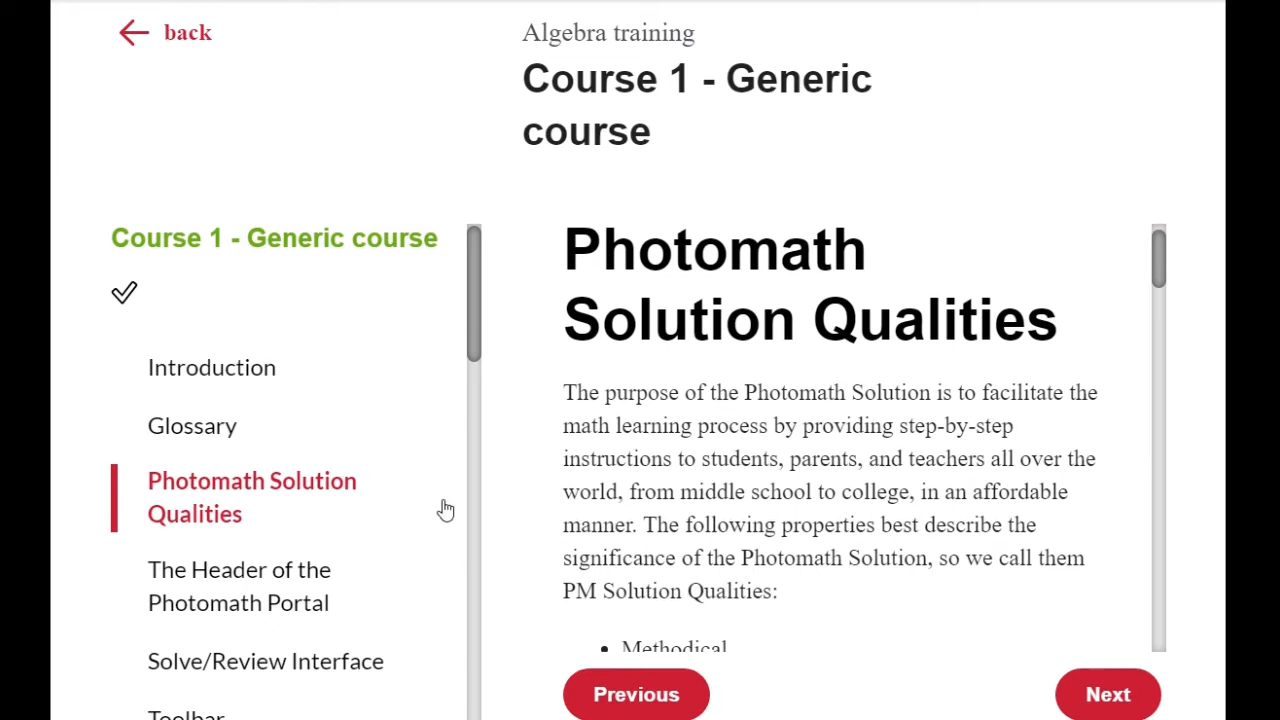 back
Algebra training
Course 1 - Generic
course
Course 1 - Generic course
Introduction
Glossary
Photomath Solution
Qualities
The Header of the
Photomath Portal
Solve/Review Interface
Toolbar
Photomath
Solution Qualities
The purpose of the Photomath Solution is to facilitate the
math learning process by providing step-by-step
instructions to students, parents, and teachers all over the
world, from middle school to college, in an affordable
manner. The following properties best describe the
significance of the Photomath Solution, so we call them
PM Solution Qualities:
• Methodical
Previous
Next